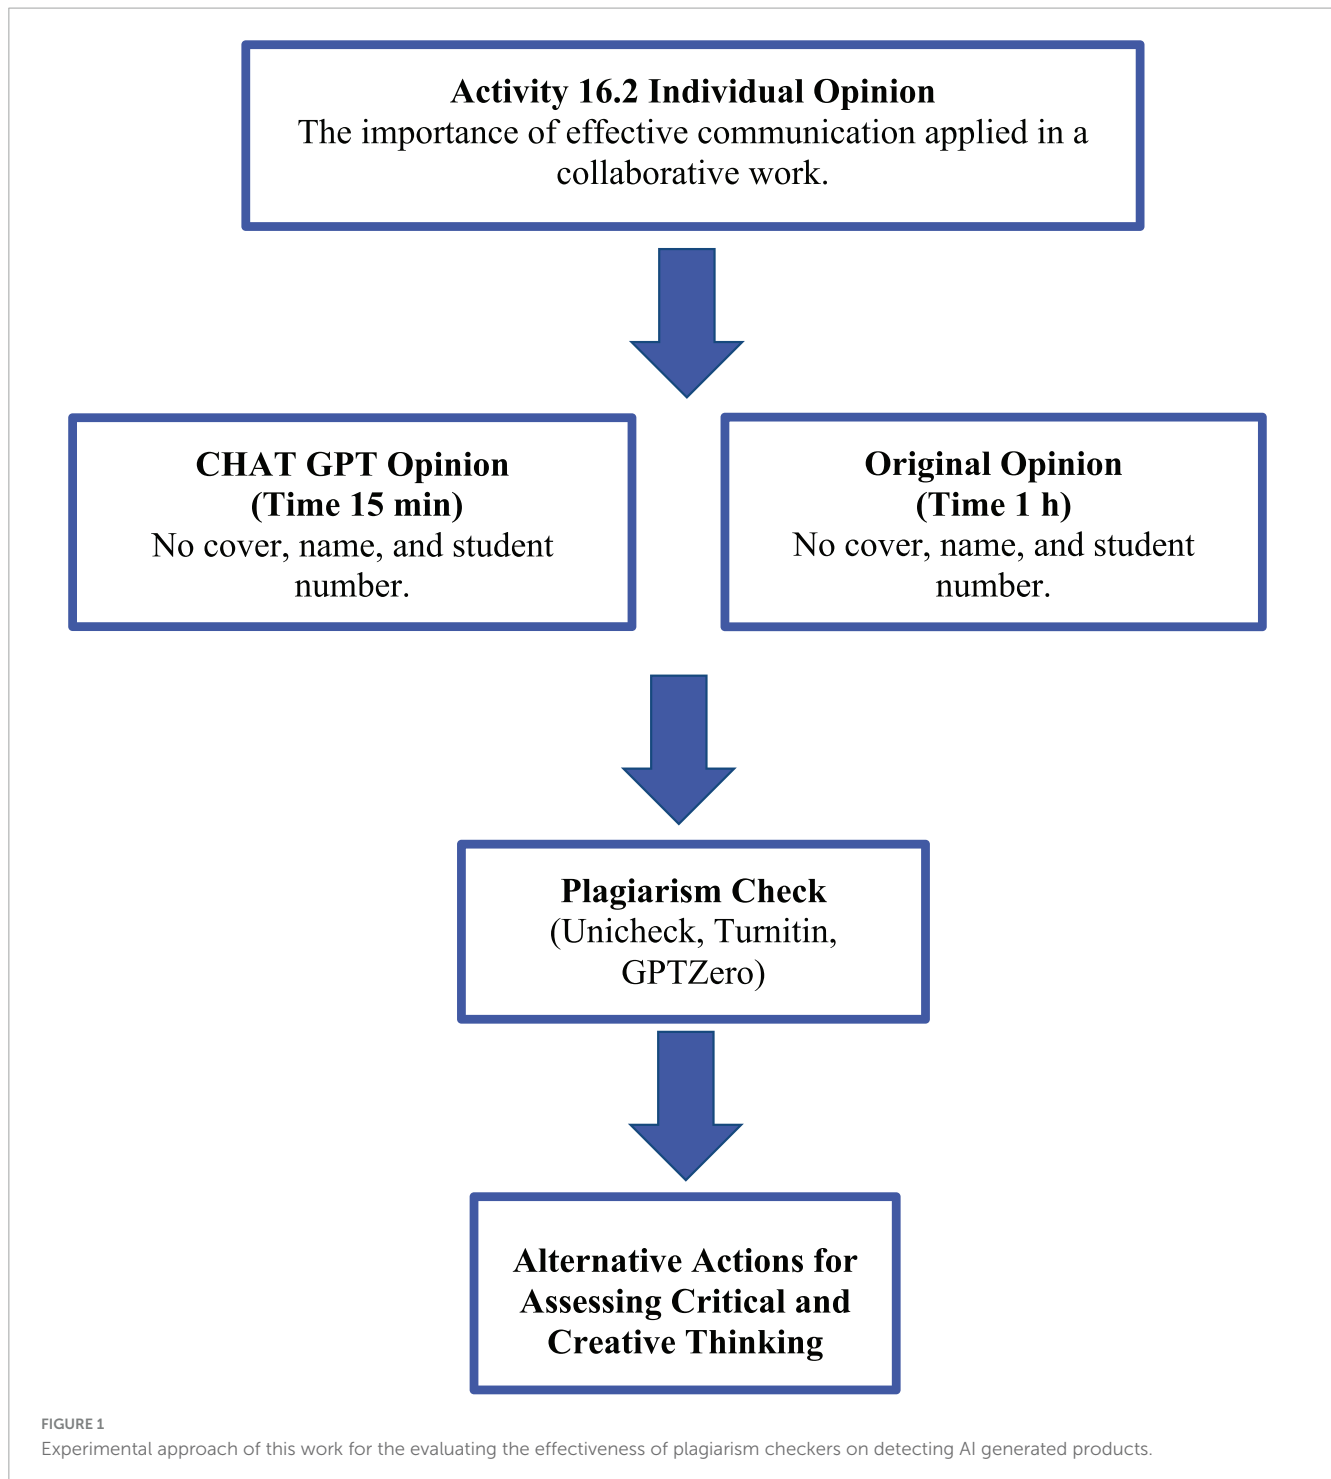 Activity 16.2 Individual Opinion
The importance of effective communication applied in a
collaborative work.
CHAT GPT Opinion
(Time 15 min)
No cover, name, and student
number.
Original Opinion
(Time 1 h)
No cover, name, and student
number.
Plagiarism Check
(Unicheck, Turnitin,
GPTZero)
Alternative Actions for
Assessing Critical and
Creative Thinking
FIGURE 1
Experimental approach of this work for the evaluating the effectiveness of plagiarism checkers on detecting AI generated products.